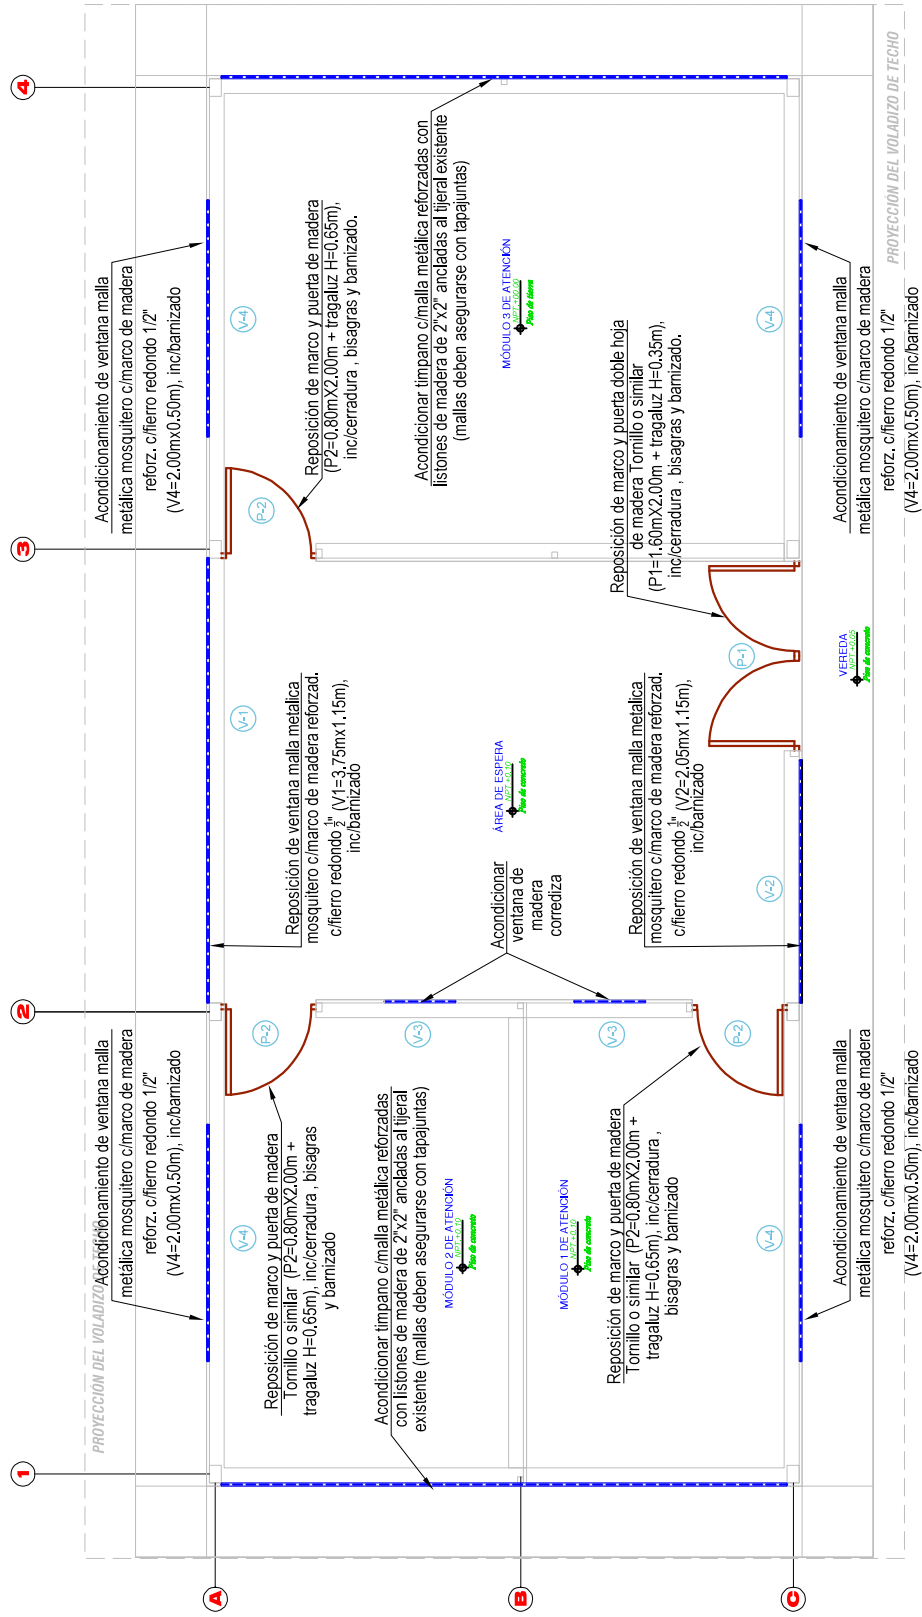 1
2
3
4
A
B
C
PROYECCIÓN DEL VOLADIZO DE TECHO
Acondicionamiento de ventana malla
metálica mosquitero c/marco de madera
reforz. c/fierro redondo 1/2"
(V4=2.00mx0.50m), inc/barnizado
Acondicionamiento de ventana malla
metálica mosquitero c/marco de madera
reforz. c/fierro redondo 1/2"
(V4=2.00mx0.50m), inc/barnizado
V-4
V-1
V-4
P-2
P-2
Reposición de marco y puerta de madera
Tornillo o similar (P2=0.80mX2.00m +
tragaluz H=0.65m), inc/cerradura , bisagras
y barnizado
Reposición de ventana malla metalica
mosquitero c/marco de madera reforzad.
c/fierro redondo 1/2" (V1=3.75mx1.15m),
inc/barnizado
Reposición de marco y puerta de madera
(P2=0.80mX2.00m + tragaluz H=0.65m),
inc/cerradura , bisagras y barnizado.
Acondicionar timpano c/malla metálica reforzadas
con listones de madera de 2"x2" ancladas al tijeral
existente (mallas deben asegurarse con tapajuntas)
V-3
Acondicionar timpano c/malla metálica reforzadas con
listones de madera de 2"x2" ancladas al tijeral existente
(mallas deben asegurarse con tapajuntas)
MÓDULO 2 DE ATENCIÓN
NPT +0.10
Piso de concreto
Acondicionar
ventana de
madera
corrediza
ÁREA DE ESPERA
NPT +0.10
Piso de concreto
MÓDULO 3 DE ATENCIÓN
NPT +00.00
Piso de tierra
MÓDULO 1 DE ATENCIÓN
NPT +0.10
Piso de concreto
V-3
Reposición de marco y puerta de madera
Tornillo o similar (P2=0.80mX2.00m +
tragaluz H=0.65m), inc/cerradura ,
bisagras y barnizado
Reposición de ventana malla metalica
mosquitero c/marco de madera reforzad.
c/fierro redondo 1/2" (V2=2.05mx1.15m),
inc/barnizado
Reposición de marco y puerta doble hoja
de madera Tornillo o similar
(P1=1.60mX2.00m + tragaluz H=0.35m),
inc/cerradura , bisagras y barnizado.
V-4
P-2
V-2
P-1
V-4
Acondicionamiento de ventana malla
metálica mosquitero c/marco de madera
reforz. c/fierro redondo 1/2"
(V4=2.00mx0.50m), inc/barnizado
VEREDA
NPT +0.05
Piso de concreto
Acondicionamiento de ventana malla
metálica mosquitero c/marco de madera
reforz. c/fierro redondo 1/2"
(V4=2.00mx0.50m), inc/barnizado
PROYECCIÓN DEL VOLADIZO DE TECHO